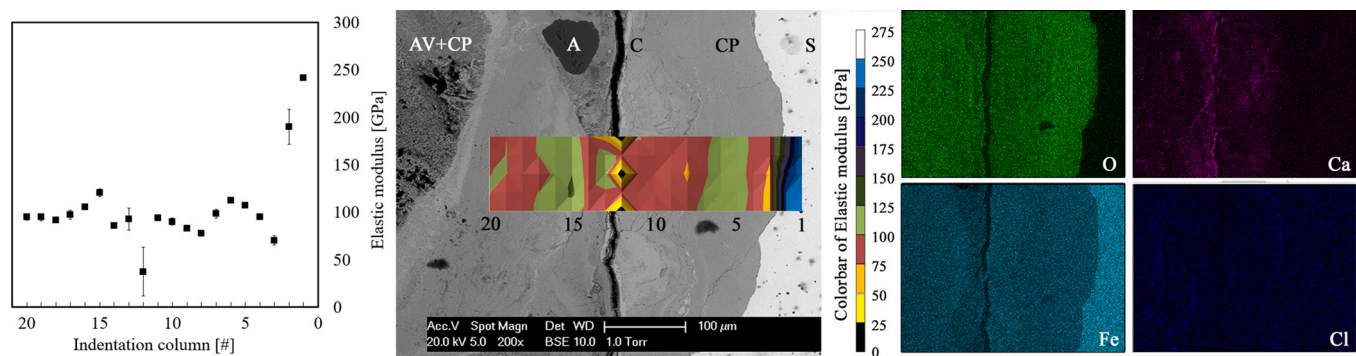 300
250
200
150
100
50
0
Elastic modulus [GPa]
20 15 10 5 0
Indentation column [#]
AV+CP A C CP S
20 15 10 5 1
Acc.V Spot Magn Det WD 100 μm
20.0 kV 5.0 200x BSE 10.0 1.0 Torr
Colorbar of Elastic modulus [GPa]
275
250
225
200
175
150
125
100
75
50
25
0
O
Ca
Fe
Cl